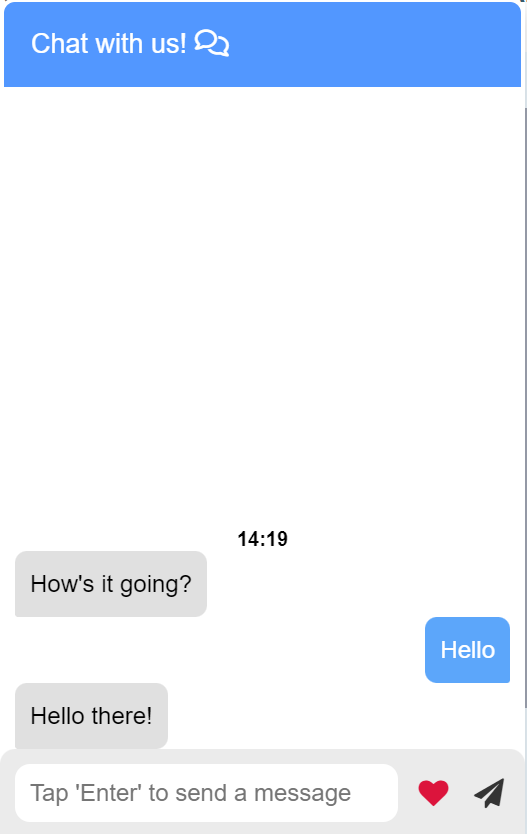 Chat with us!
14:19
How's it going?
Hello
Hello there!
Tap 'Enter' to send a message